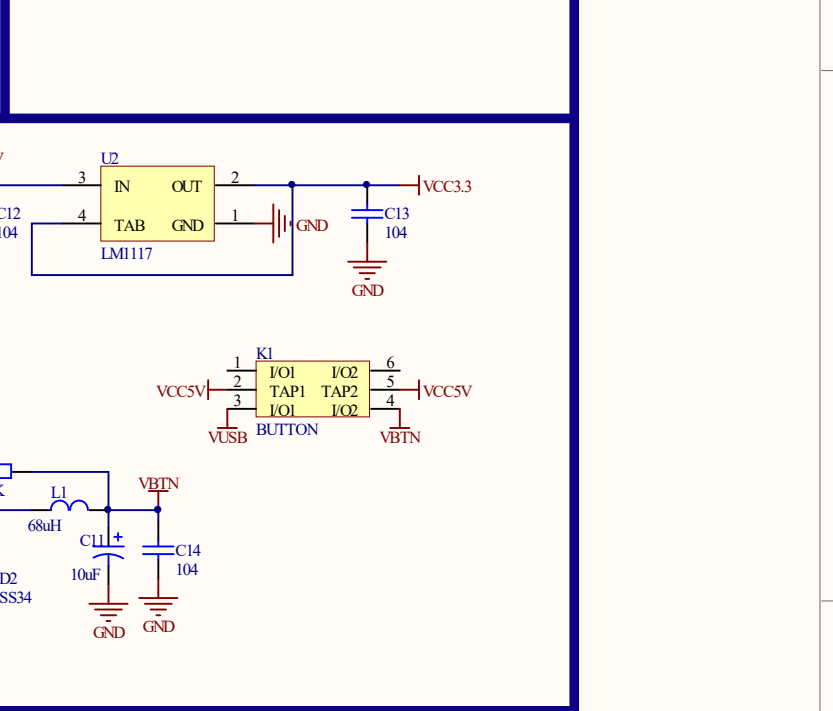 U2
3
IN
OUT
2
VCC3.3
C12
104
4
TAB
GND
1
GND
C13
104
LM1117
GND
K1
1
I/O1
I/O2
6
VCC5V
2
TAP1
TAP2
5
VCC5V
3
I/O1
I/O2
4
VUSB
BUTTON
VBTN
VBTN
L1
68uH
C11
+
C14
10uF
104
D2
SS34
GND
GND